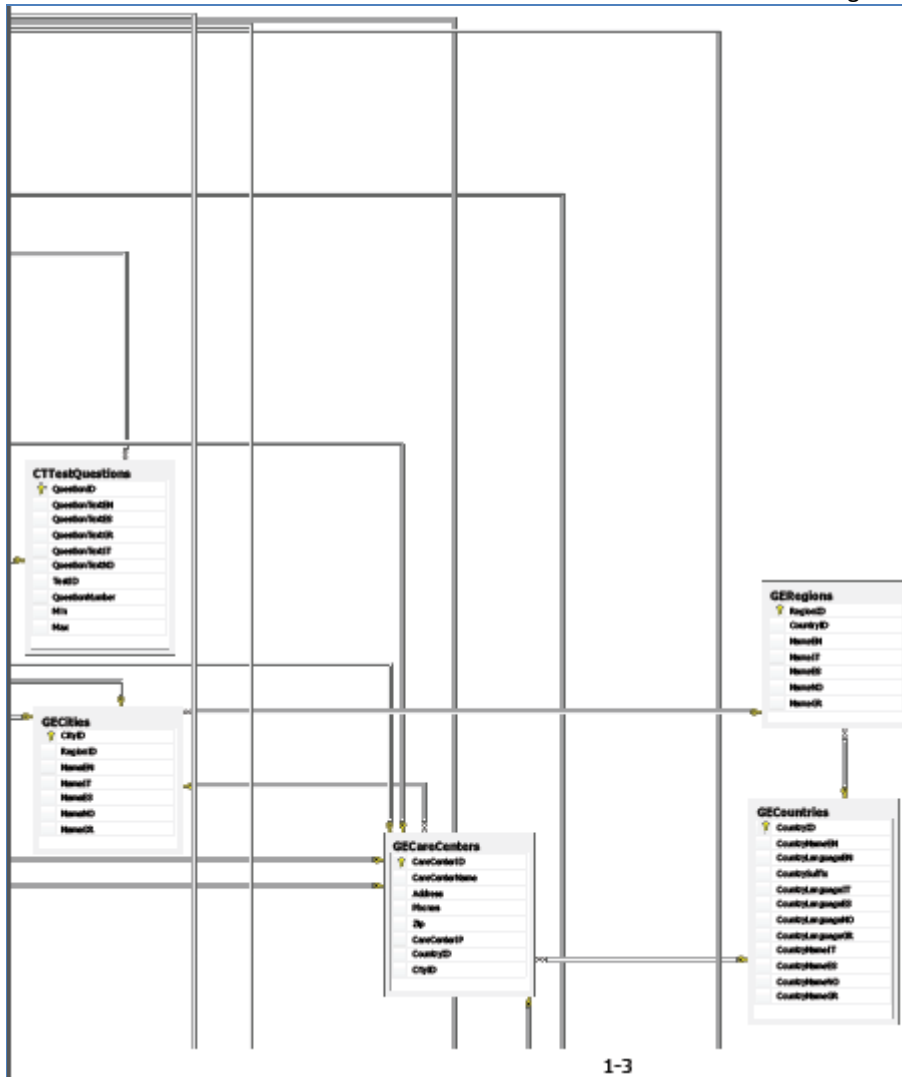 CTTestQuestions
QuestionID
QuestionTextEN
QuestionTextES
QuestionTextGR
QuestionTextIT
QuestionTextNO
TestID
QuestionNumber
Min
Max
GERegions
RegionID
CountryID
NameEN
NameIT
NameES
NameNO
NameGR
GECities
CityID
RegionID
NameEN
NameIT
NameES
NameNO
NameGR
GECareCenters
CareCenterID
CareCenterName
Address
Zip
CareCenterIP
CountryID
CityID
GECountries
CountryID
CountryNameEN
CountryLanguageEN
CountrySuffix
CountryLanguageIT
CountryLanguageES
CountryLanguageNO
CountryLanguageGR
CountryNameIT
CountryNameES
CountryNameNO
CountryNameGR
1-3